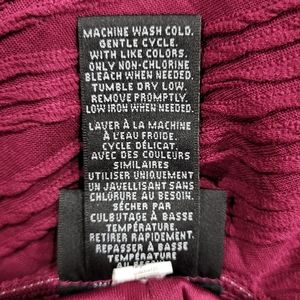 MACHINE WASH COLD.
GENTLE CYCLE.
WITH LIKE COLORS.
ONLY NON-CHLORINE
BLEACH WHEN NEEDED.
TUMBLE DRY LOW.
REMOVE PROMPTLY.
LOW IRON WHEN NEEDED.
LAVER À LA MACHINE
À L'EAU FROIDE.
CYCLE DÉLICAT.
AVEC DES COULEURS
SIMILAIRES
UTILISER UNIQUEMENT
UN JAVELLISANT SANS
CHLORURE AU BESOIN.
SÉCHER PAR
CULBUTAGE À BASSE
TEMPÉRATURE.
RETIRER RAPIDEMENT.
REPASSER À BASSE
TEMPÉRATURE
AU BESOIN